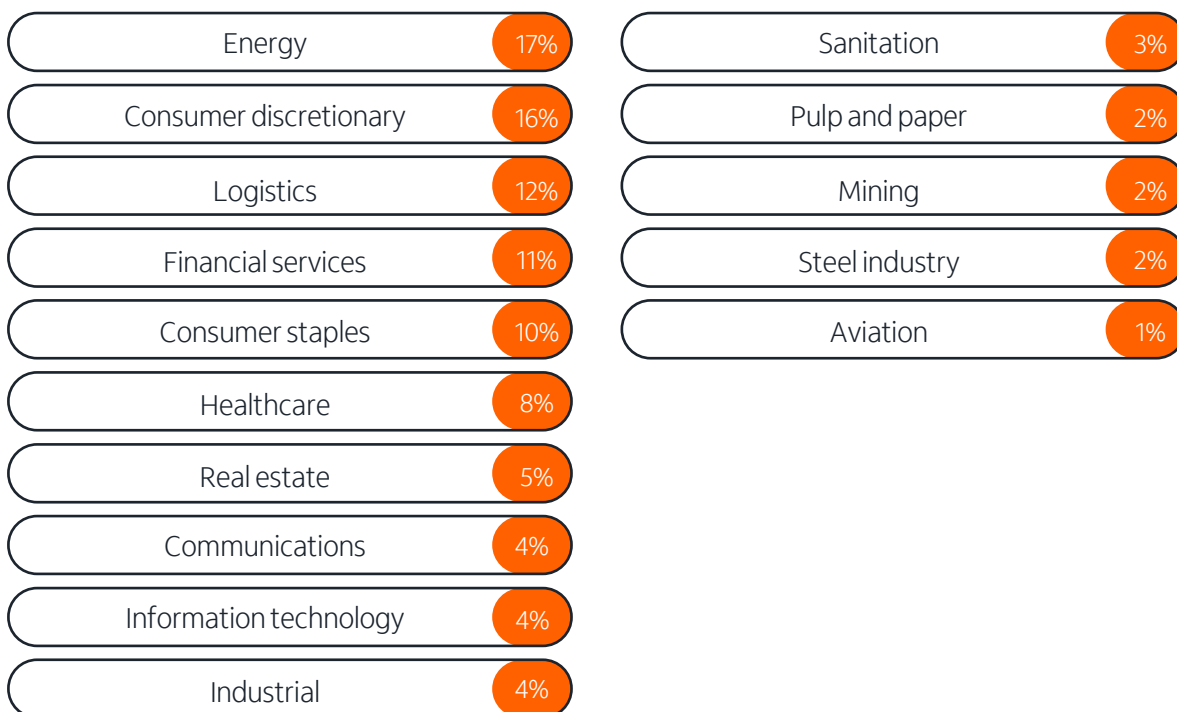 Energy 17%
Consumer discretionary 16%
Logistics 12%
Financial services 11%
Consumer staples 10%
Healthcare 8%
Real estate 5%
Communications 4%
Information technology 4%
Industrial 4%
Sanitation 3%
Pulp and paper 2%
Mining 2%
Steel industry 2%
Aviation 1%